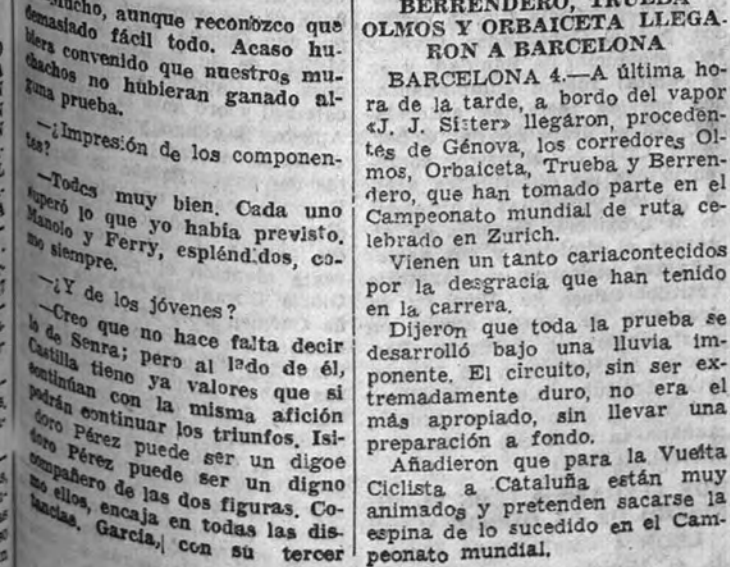 Mucho, aunque reconozco que
demasiado fácil todo. Acaso hu-
biera convenido que nuestros mu-
chachos no hubieran ganado al-
guna prueba.
—¿Impresión de los componen-
tes?
—Todos muy bien. Cada uno
superó lo que yo había previsto.
Manolo y Ferry, espléndidos, co-
mo siempre.
—¿Y de los jóvenes?
—Creo que no hace falta decir
lo de Senra; pero al lado de él,
Castilla tiene ya valores que si
continúan con la misma afición
podrán continuar los triunfos. Isi-
doro Pérez puede ser un digoe
doro Pérez puede ser un digno
compañero de las dos figuras. Co-
mo ellos, encaja en todas las dis-
tancias. García, con su tercer
BERRENDERO, TRUEBA
OLMOS Y ORBAICETA LLEGA-
RON A BARCELONA
BARCELONA 4.—A última ho-
ra de la tarde, a bordo del vapor
«J. J. Sister» llegáron, proceden-
tes de Génova, los corredores Ol-
mos, Orbaiceta, Trueba y Berren-
dero, que han tomado parte en el
Campeonato mundial de ruta ce-
lebrado en Zurich.
Vienen un tanto cariacontecidos
por la desgracia que han tenido
en la carrera.
Dijeron que toda la prueba se
desarrolló bajo una lluvia im-
ponente. El circuito, sin ser ex-
tremadamente duro, no era el
más apropiado, sin llevar una
preparación a fondo.
Añadieron que para la Vuelta
Ciclista a Cataluña están muy
animados y pretenden sacarse la
espina de lo sucedido en el Cam-
peonato mundial.